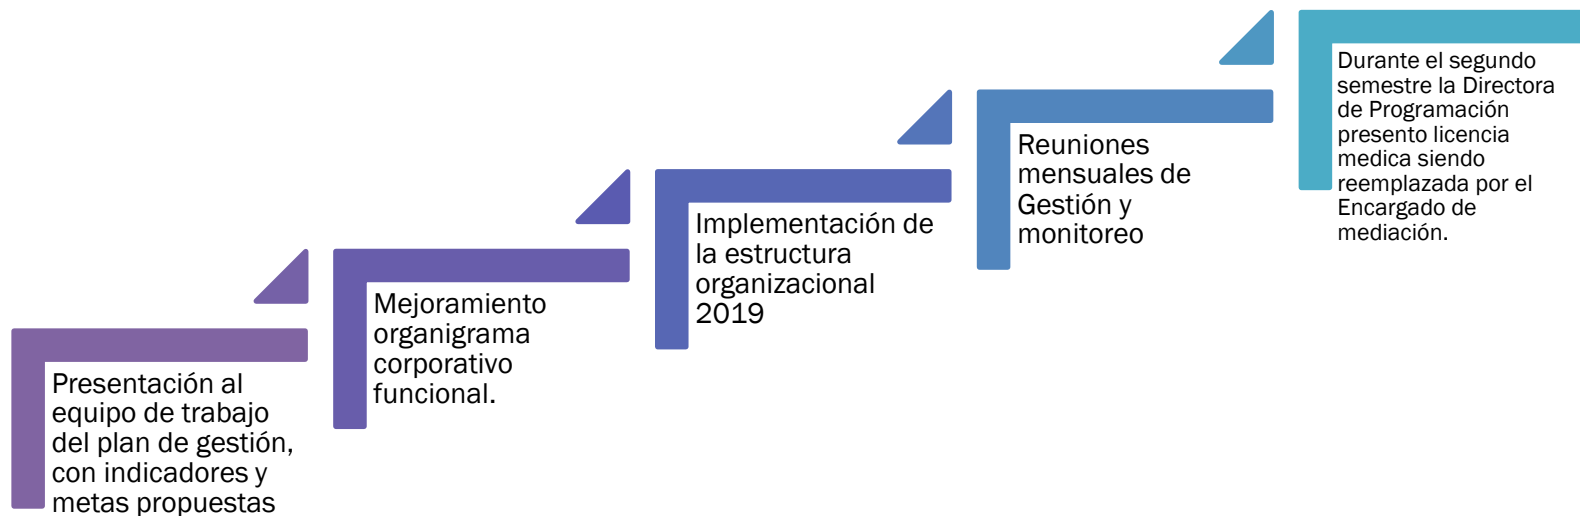 Presentación al
equipo de trabajo
del plan de gestión,
con indicadores y
metas propuestas
Mejoramiento
organigrama
corporativo
funcional.
Implementación de
la estructura
organizacional
2019
Reuniones
mensuales de
Gestión y
monitoreo
Durante el segundo
semestre la Directora
de Programación
presento licencia
medica siendo
reemplazada por el
Encargado de
mediación.